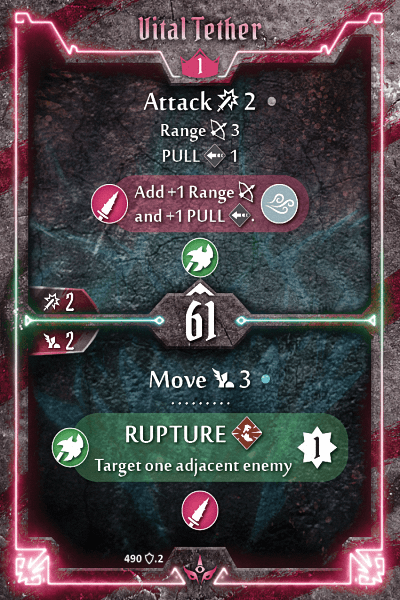 Vital Tether
1
Attack 2
Range 3
PULL 1
Add +1 Range
and +1 PULL .
2
61
2
Move 3
RUPTURE
1
Target one adjacent enemy
490 .2